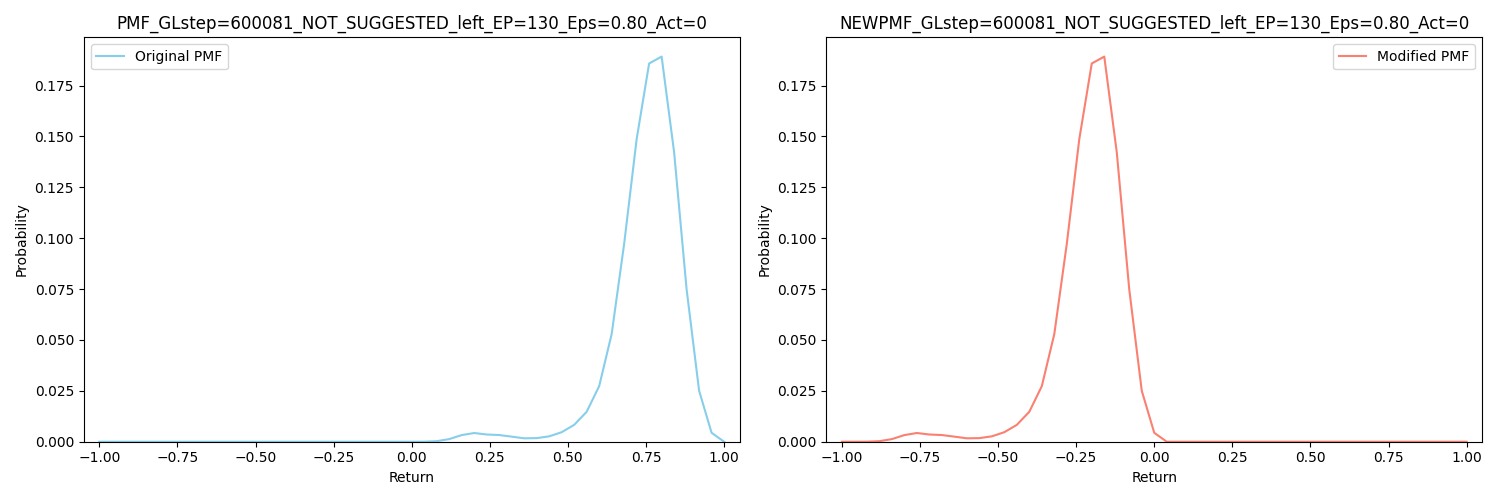 PMF_GLstep=600081_NOT_SUGGESTED_left_EP=130_Eps=0.80_Act=0
Original PMF
0.175
0.150
0.125
0.100
0.075
0.050
0.025
0.000
Probability
−1.00 −0.75 −0.50 −0.25 0.00 0.25 0.50 0.75 1.00
Return
NEWPMF_GLstep=600081_NOT_SUGGESTED_left_EP=130_Eps=0.80_Act=0
Modified PMF
0.175
0.150
0.125
0.100
0.075
0.050
0.025
0.000
Probability
−1.00 −0.75 −0.50 −0.25 0.00 0.25 0.50 0.75 1.00
Return